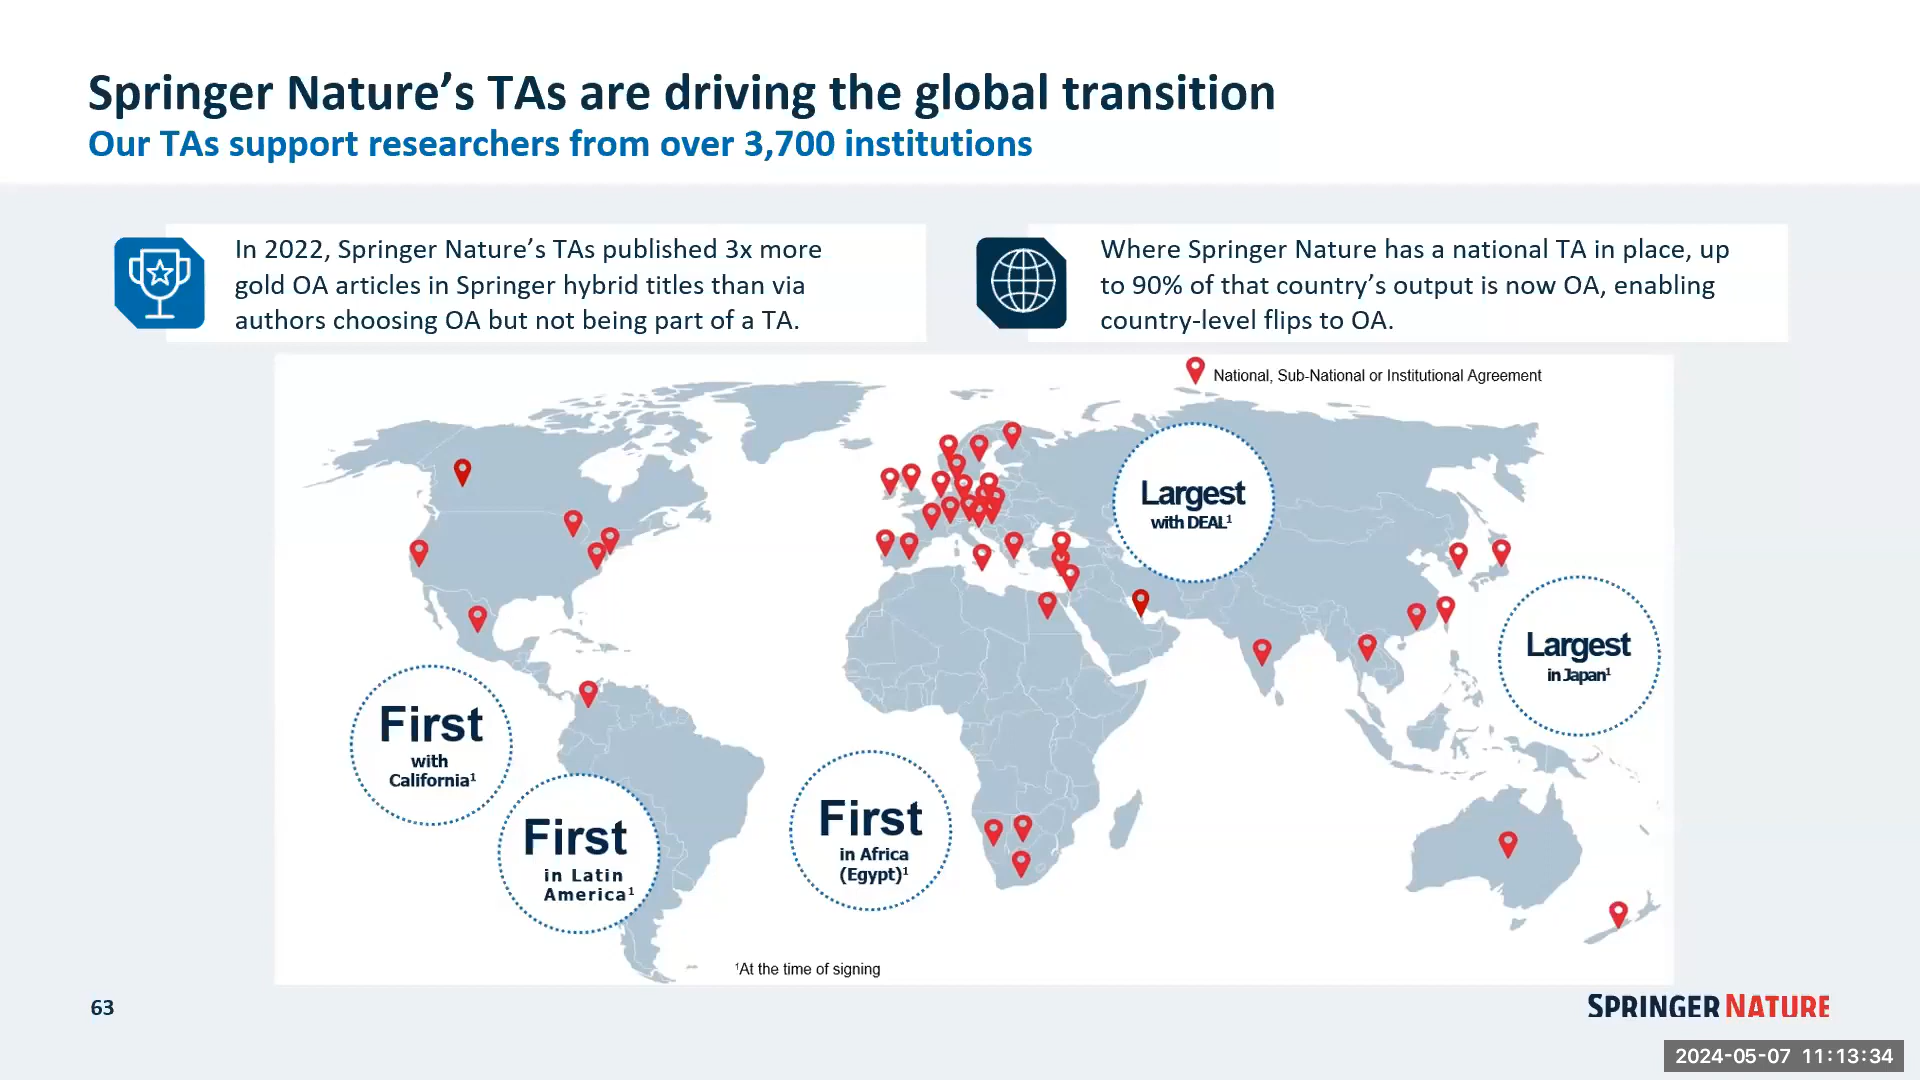 Springer Nature’s TAs are driving the global transition
Our TAs support researchers from over 3,700 institutions
In 2022, Springer Nature’s TAs published 3x more
gold OA articles in Springer hybrid titles than via
authors choosing OA but not being part of a TA.
Where Springer Nature has a national TA in place, up
to 90% of that country’s output is now OA, enabling
country-level flips to OA.
National, Sub-National or Institutional Agreement
Largest
with DEAL¹
Largest
in Japan¹
First
with
California¹
First
in Latin
America¹
First
in Africa
(Egypt)¹
¹At the time of signing
63
SPRINGER NATURE
2024-05-07 11:13:34